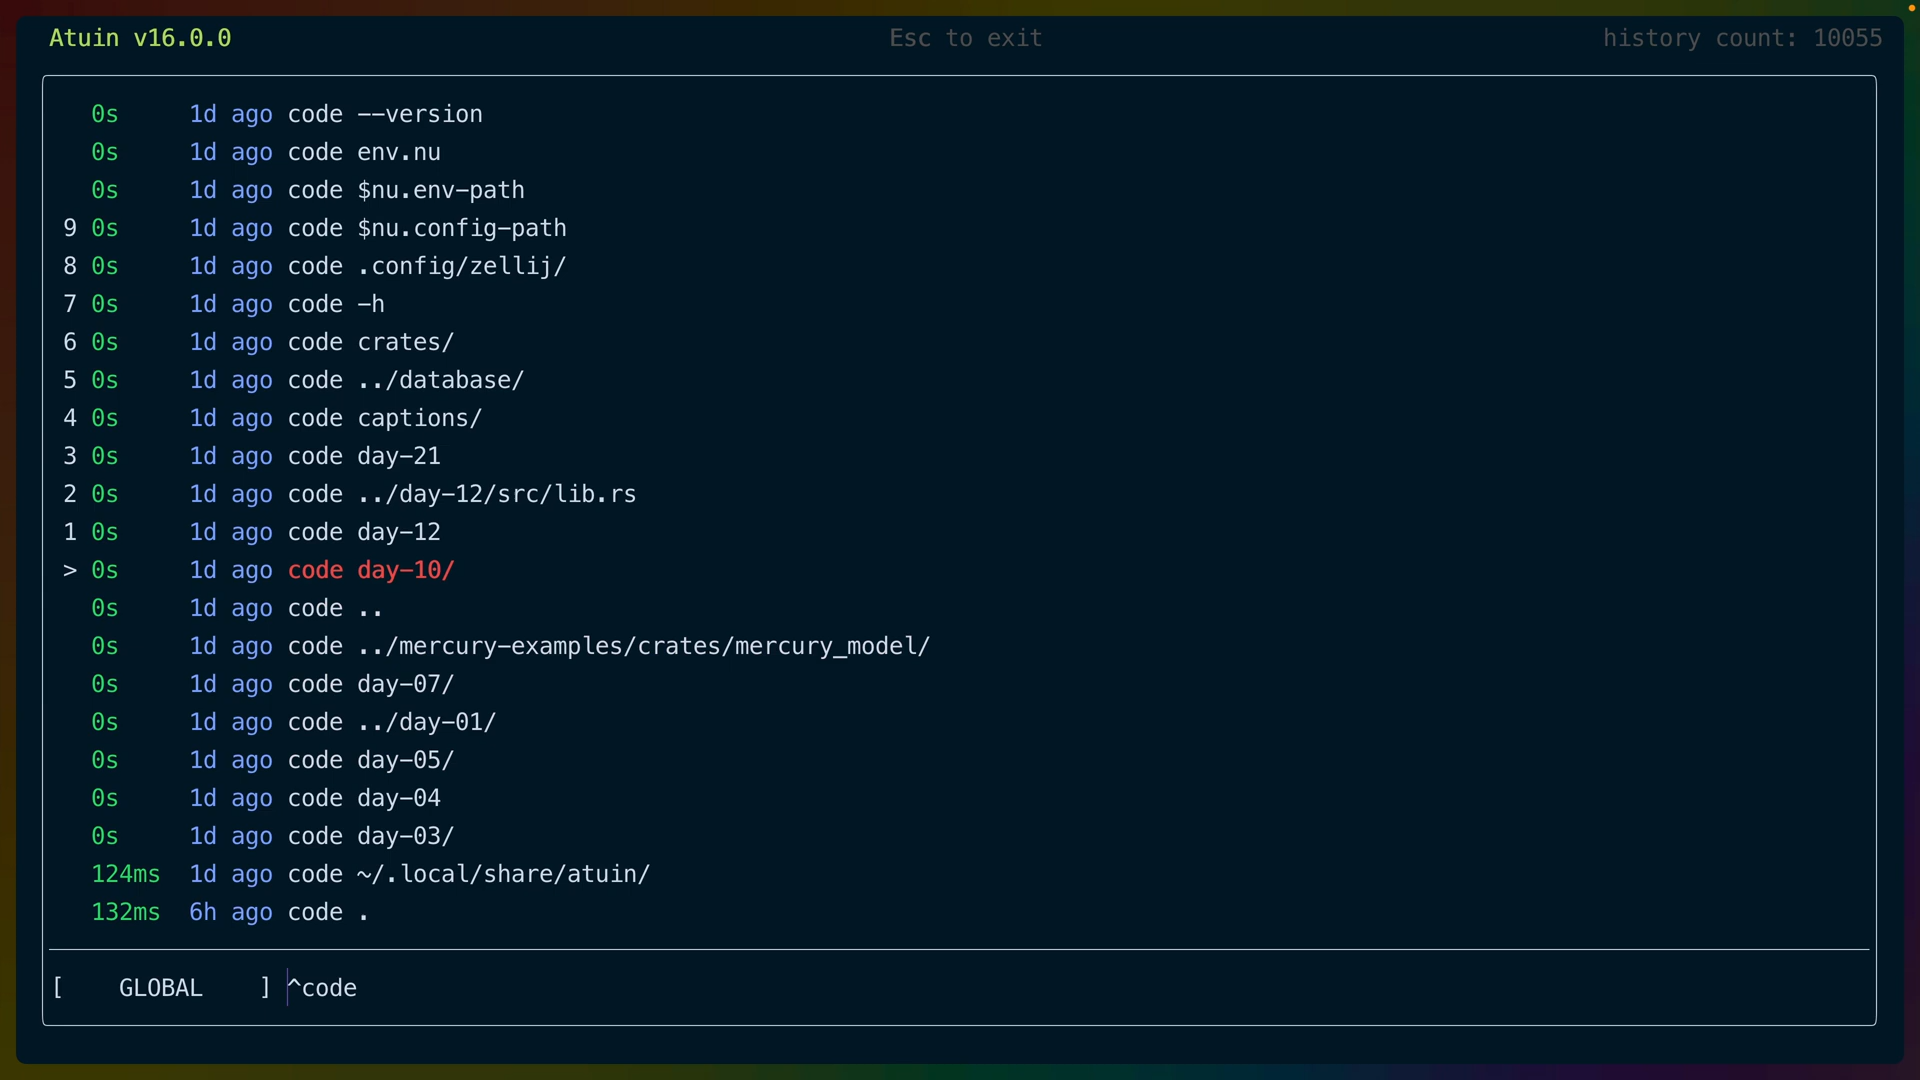 Atuin v16.0.0 Esc to exit history count: 10055
0s 1d ago code --version
0s 1d ago code env.nu
0s 1d ago code $nu.env-path
9 0s 1d ago code $nu.config-path
8 0s 1d ago code .config/zellij/
7 0s 1d ago code -h
6 0s 1d ago code crates/
5 0s 1d ago code ../database/
4 0s 1d ago code captions/
3 0s 1d ago code day-21
2 0s 1d ago code ../day-12/src/lib.rs
1 0s 1d ago code day-12
> 0s 1d ago code day-10/
0s 1d ago code ..
0s 1d ago code ../mercury-examples/crates/mercury_model/
0s 1d ago code day-07/
0s 1d ago code ../day-01/
0s 1d ago code day-05/
0s 1d ago code day-04
0s 1d ago code day-03/
124ms 1d ago code ~/.local/share/atuin/
132ms 6h ago code .
[ GLOBAL ] ^code